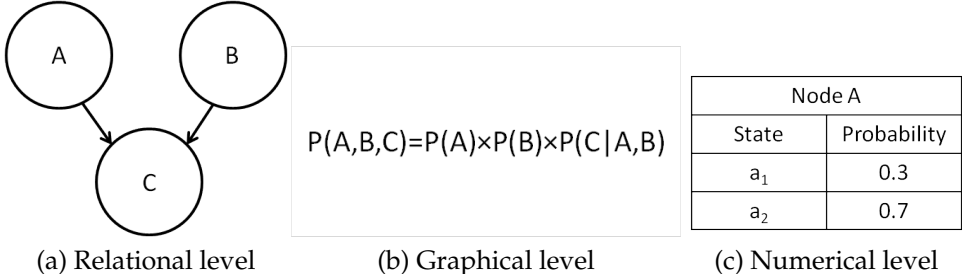 A
B
C
(a) Relational level
P(A,B,C)=P(A)×P(B)×P(C|A,B)
(b) Graphical level
Node A
State Probability
a₁ 0.3
a₂ 0.7
(c) Numerical level